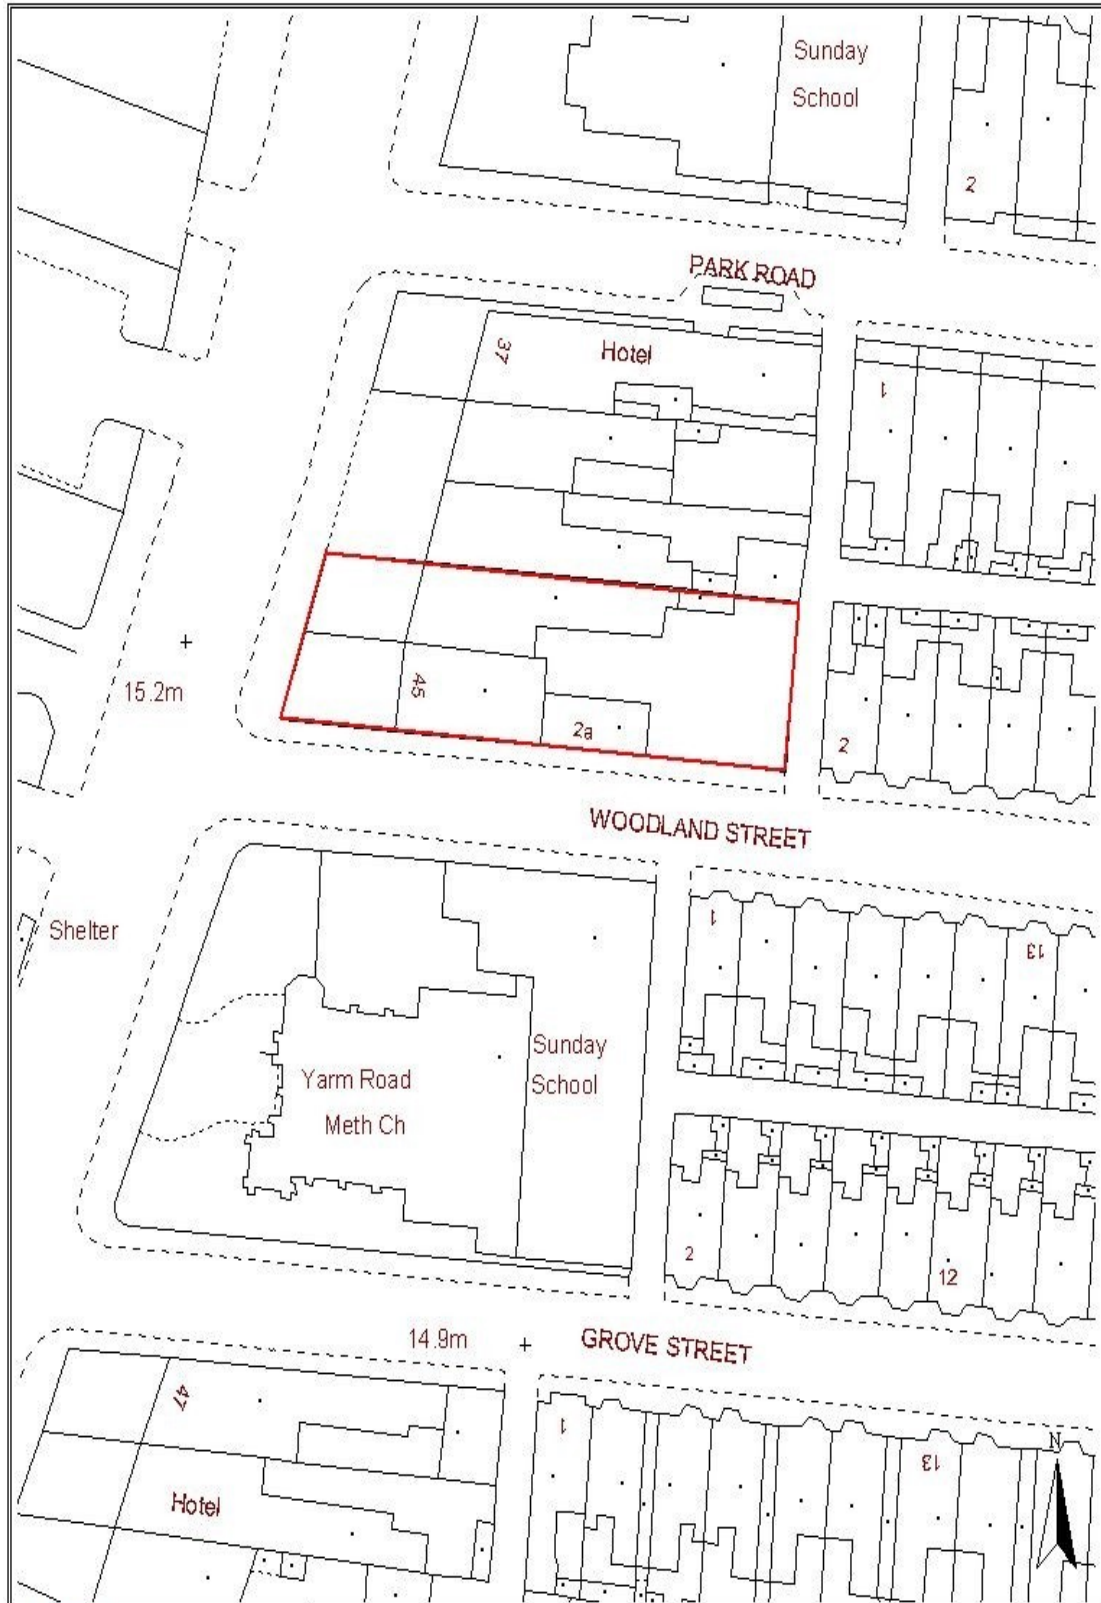 Sunday
School
2
PARK ROAD
37
Hotel
1
15.2m
45
2a
2
WOODLAND STREET
Shelter
1
13
Sunday
School
Yarm Road
Meth Ch
2
12
14.9m
GROVE STREET
47
1
13
N
Hotel